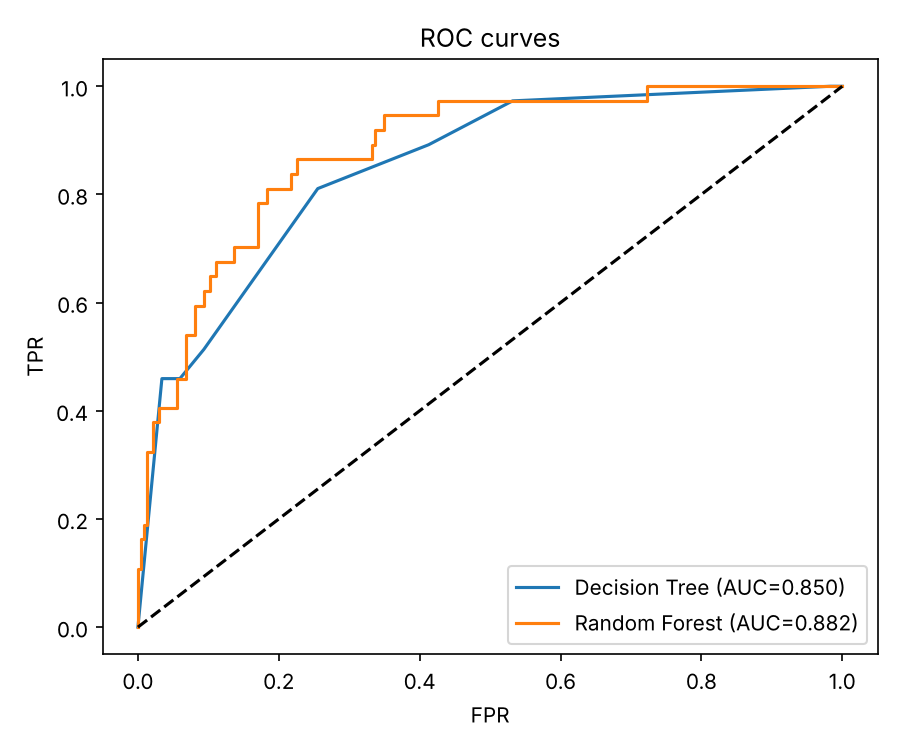 ROC curves
TPR
1.0
0.8
0.6
0.4
0.2
0.0
Decision Tree (AUC=0.850)
Random Forest (AUC=0.882)
0.0 0.2 0.4 0.6 0.8 1.0
FPR